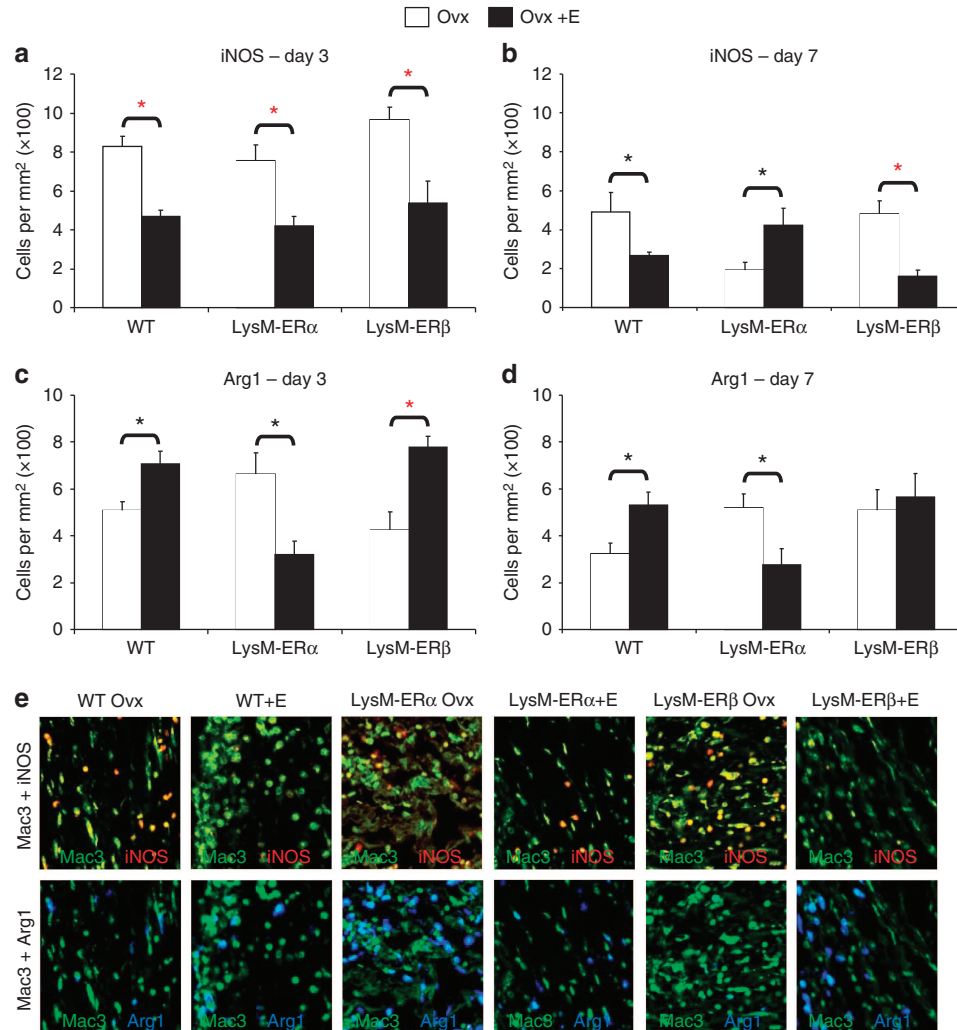 Ovx Ovx +E
a iNOS – day 3
Cells per mm² (×100)
12
10
8
6
4
2
0
* * *
WT LysM-ERα LysM-ERβ
b iNOS – day 7
Cells per mm² (×100)
12
10
8
6
4
2
0
* * *
WT LysM-ERα LysM-ERβ
c Arg1 – day 3
Cells per mm² (×100)
10
8
6
4
2
0
* * *
WT LysM-ERα LysM-ERβ
d Arg1 – day 7
Cells per mm² (×100)
10
8
6
4
2
0
* *
WT LysM-ERα LysM-ERβ
e WT Ovx WT+E LysM-ERα Ovx LysM-ERα+E LysM-ERβ Ovx LysM-ERβ+E
Mac3 + iNOS
Mac3 iNOS Mac3 iNOS Mac3 iNOS Mac3 iNOS Mac3 iNOS Mac3 iNOS
Mac3 + Arg1
Mac3 Arg1 Mac3 Arg1 Mac3 Arg1 Mac3 Arg1 Mac3 Arg1 Mac3 Arg1